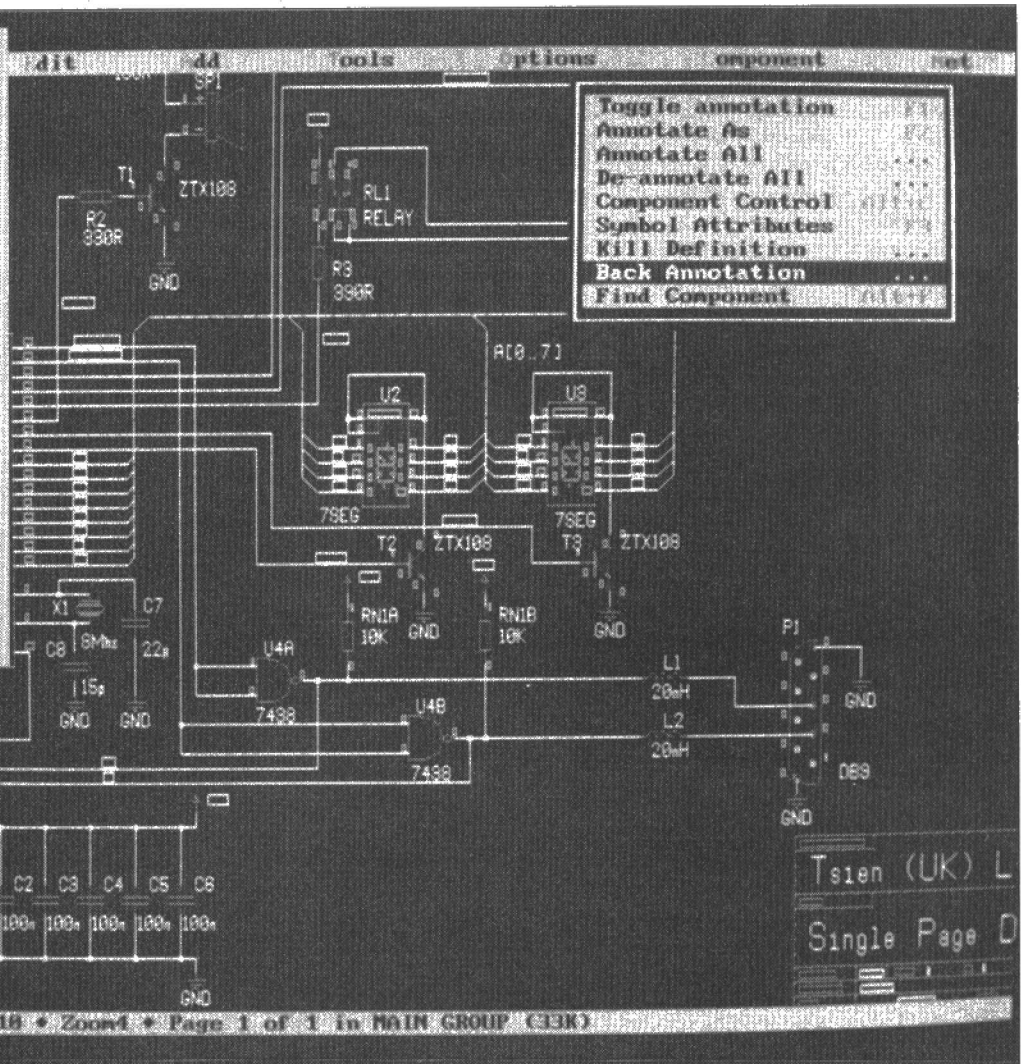 dit dd ools ptions omponent et
Toggle annotation
Annotate As
Annotate All ...
De-annotate All ...
Component Control
Symbol Attributes
Kill Definition ...
Back Annotation ...
Find Component
SP1
T1
ZTX108
R2
330R
GND
RL1
RELAY
R3
390R
A[0..7]
U2
U3
7SEG
7SEG
T2
ZTX108
T3
ZTX108
GND
GND
RN1A
10K
RN1B
10K
X1
8Mhz
C7
C8
15p
GND
GND
U4A
7438
U4B
7438
L1
20mH
L2
20mH
P1
GND
DB9
GND
C2 C3 C4 C5 C6
100n 100n 100n 100n 100n
GND
Tsien (UK) L
Single Page D
10 Zoom4 Page 1 of 1 in MAIN GROUP (33K)